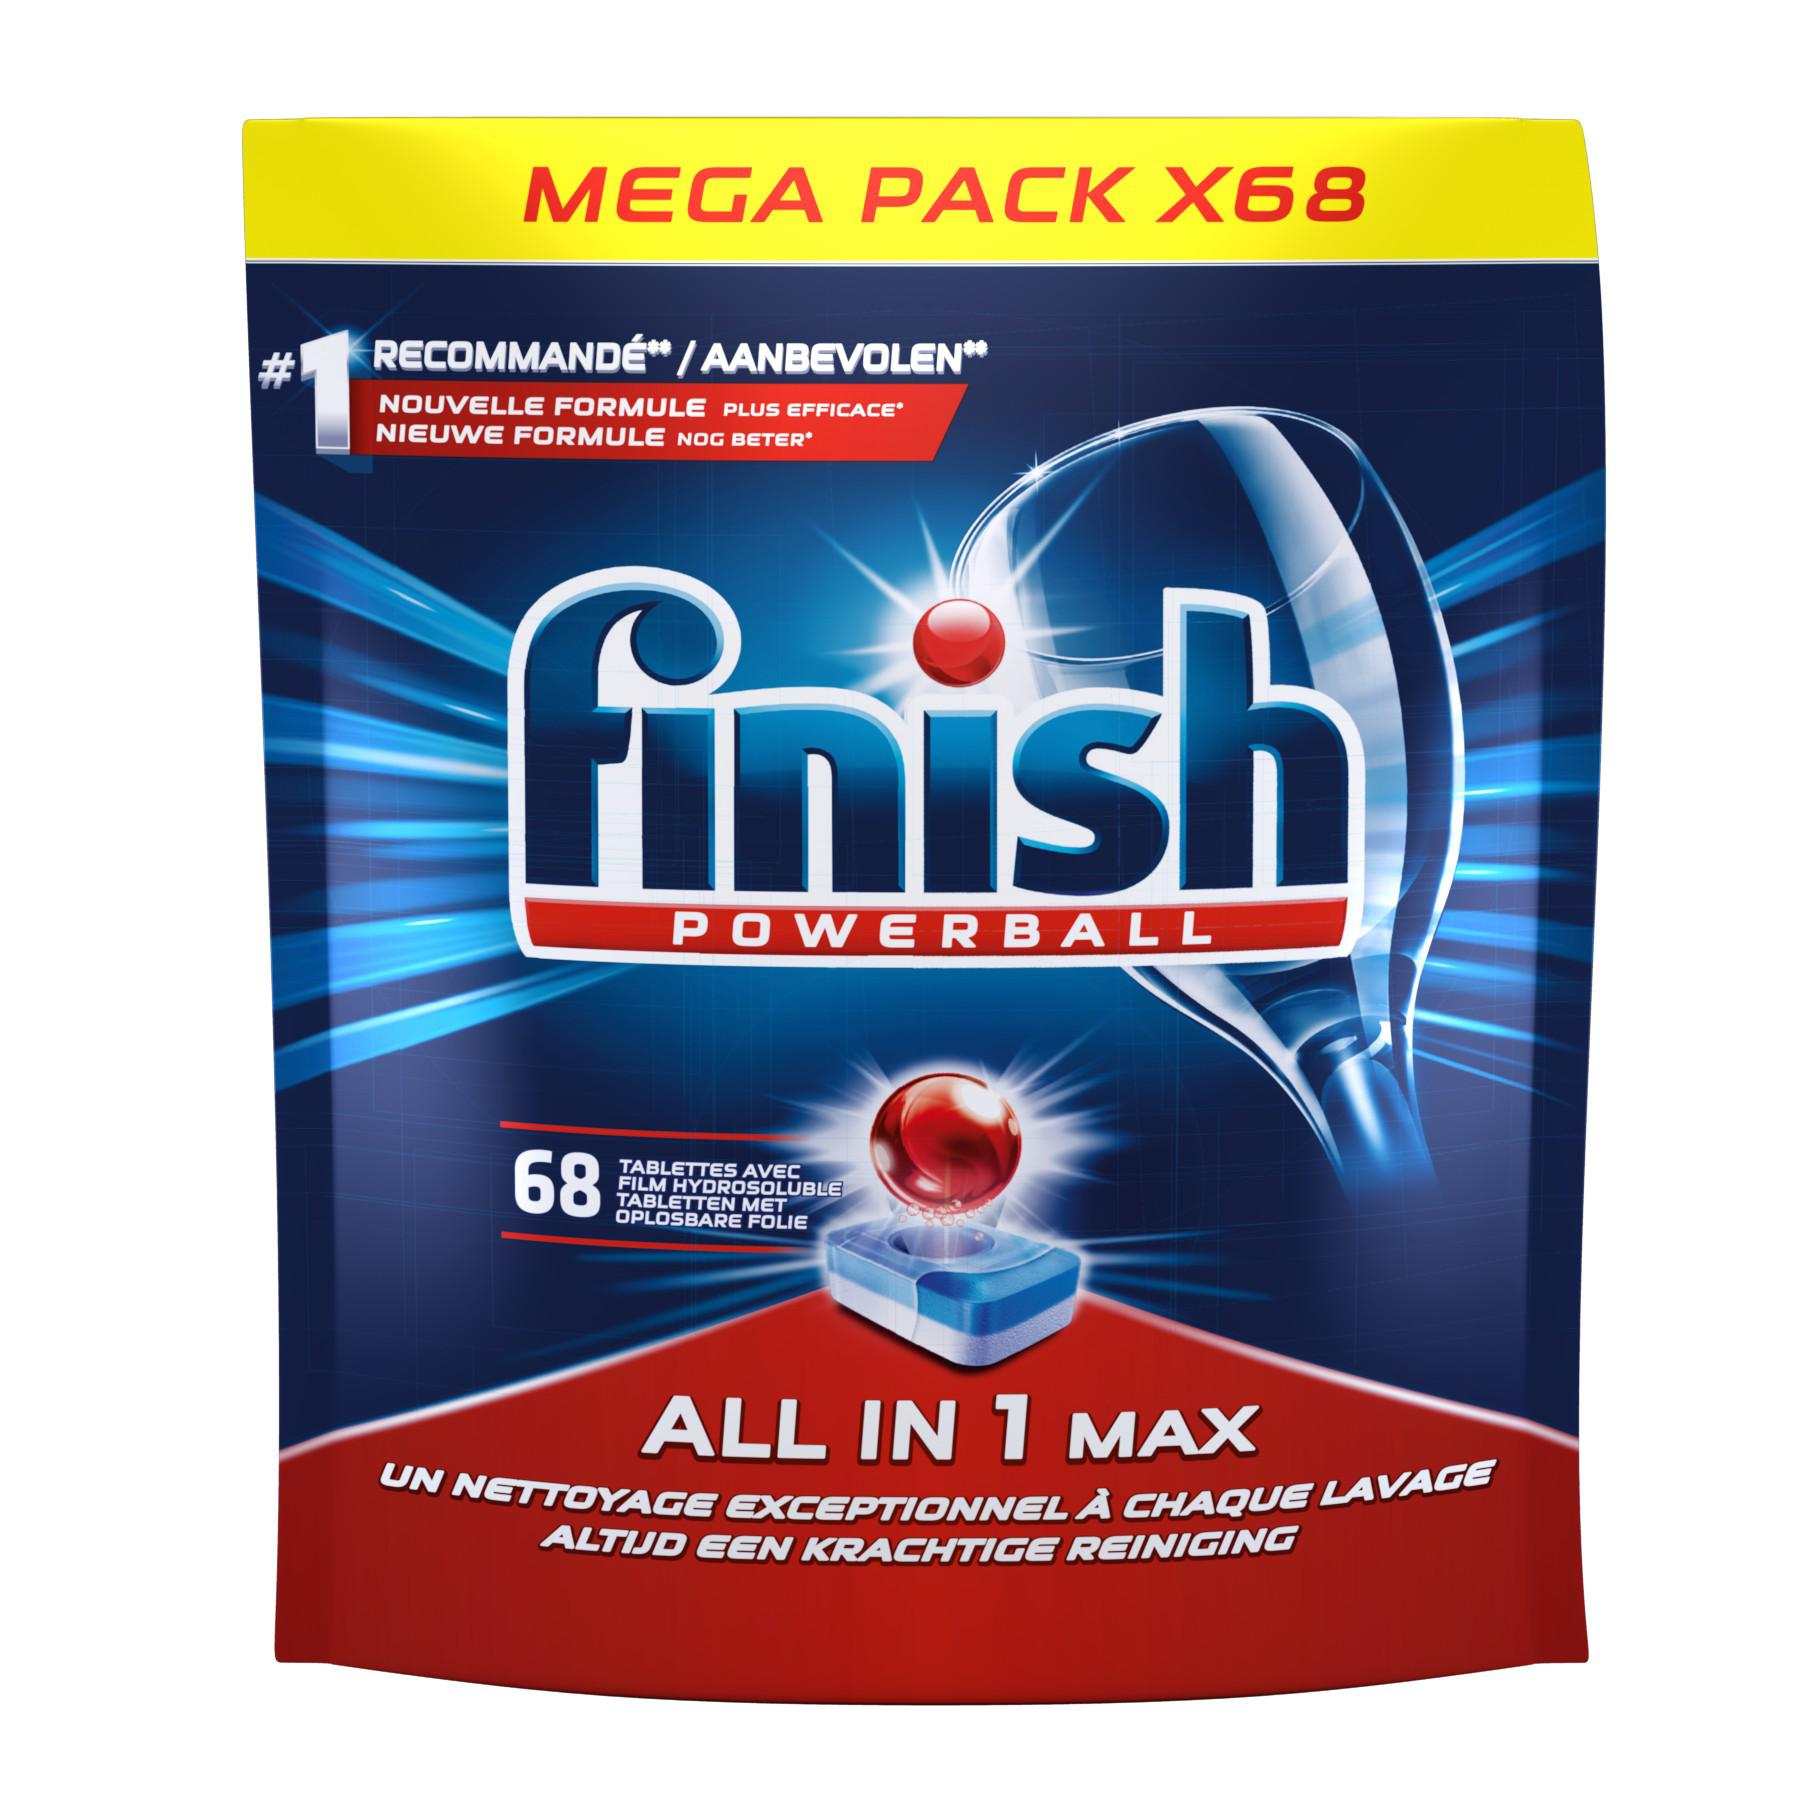 MEGA PACK X68
#1 RECOMMANDÉ** / AANBEVOLEN**
NOUVELLE FORMULE PLUS EFFICACE*
NIEUWE FORMULE NOG BETER*
finish
POWERBALL
68 TABLETTES AVEC
FILM HYDROSOLUBLE
TABLETTEN MET
OPLOSBARE FOLIE
ALL IN 1 MAX
UN NETTOYAGE EXCEPTIONNEL À CHAQUE LAVAGE
ALTIJD EEN KRACHTIGE REINIGING